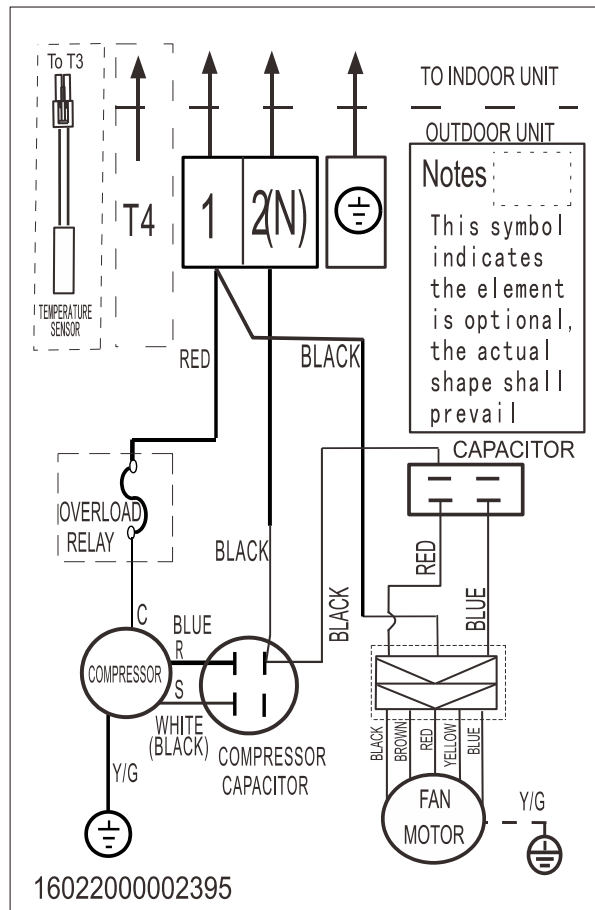 To T3
TEMPERATURE
SENSOR
T4
1
2(N)
TO INDOOR UNIT
OUTDOOR UNIT
Notes
This symbol
indicates
the element
is optional,
the actual
shape shall
prevail
RED
BLACK
CAPACITOR
OVERLOAD
RELAY
BLACK
BLACK
RED
BLUE
C
BLUE
R
COMPRESSOR
S
WHITE
(BLACK)
COMPRESSOR
CAPACITOR
Y/G
BLACK
BROWN
RED
YELLOW
BLUE
FAN
MOTOR
Y/G
16022000002395